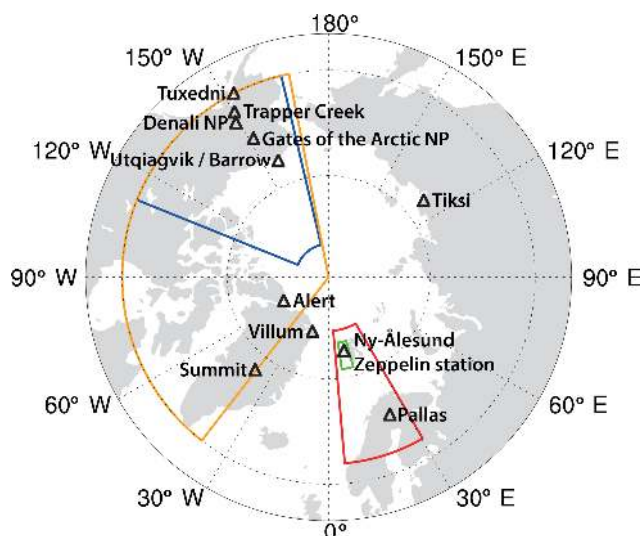 180°
150° W
150° E
Tuxedni
Trapper Creek
Denali NP
Gates of the Arctic NP
120° W
120° E
Utqiaġvik / Barrow
Tiksi
90° W
90° E
Alert
Villum
Ny-Ålesund
Zeppelin station
Summit
60° W
60° E
Pallas
30° W
30° E
0°